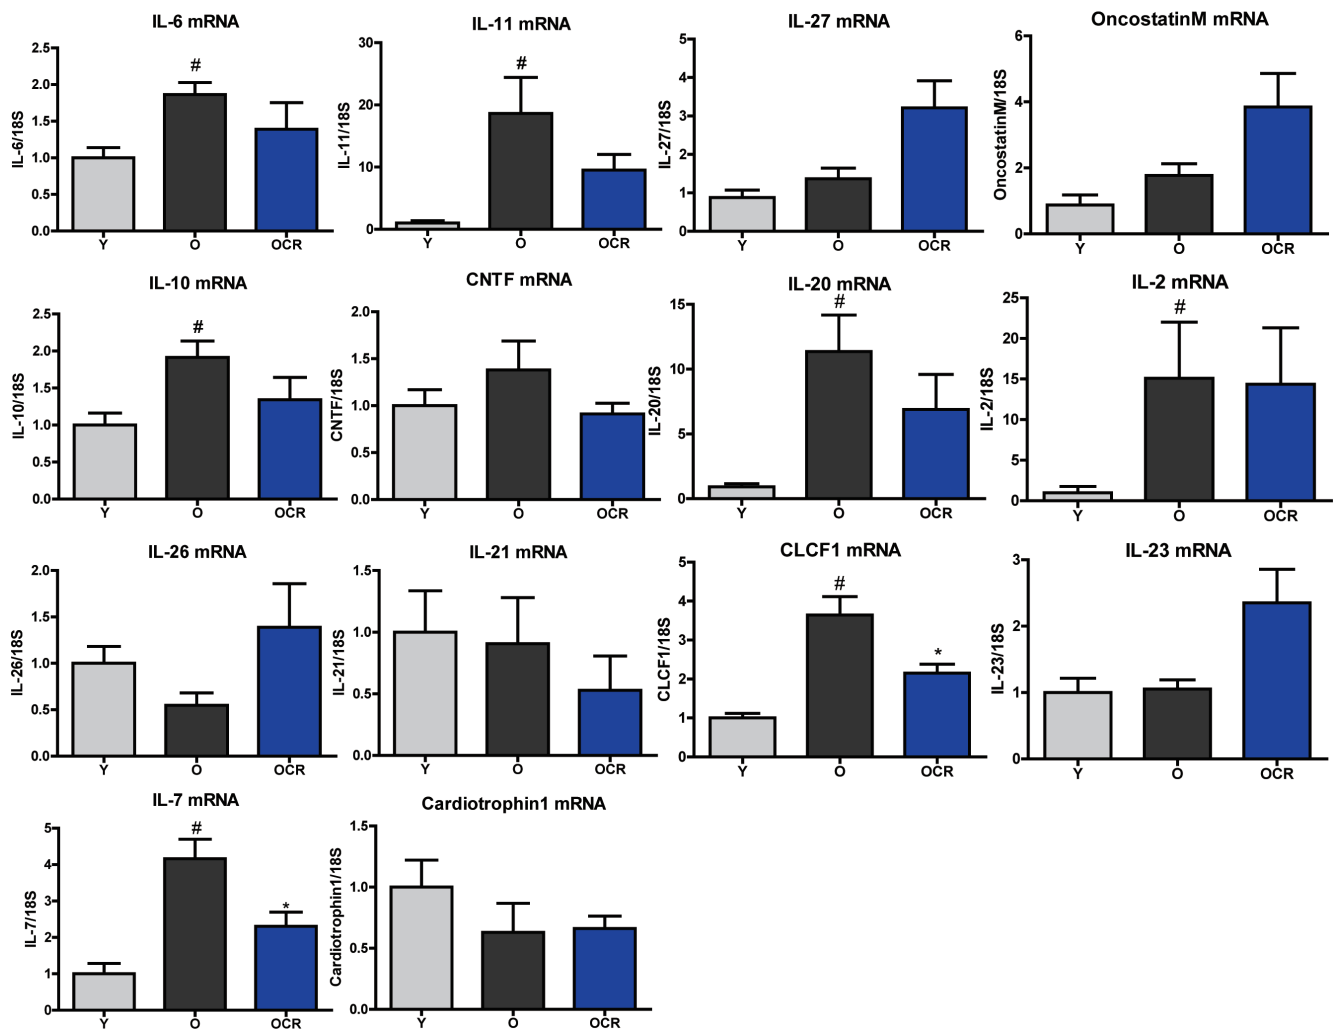 IL-6 mRNA
IL-6/18S
2.5
2.0
1.5
1.0
0.5
0.0
#
Y O OCR
IL-11 mRNA
IL-11/18S
30
20
10
0
#
Y O OCR
IL-27 mRNA
IL-27/18S
5
4
3
2
1
0
Y O OCR
OncostatinM mRNA
OncostatinM/18S
6
4
2
0
Y O OCR
IL-10 mRNA
IL-10/18S
2.5
2.0
1.5
1.0
0.5
0.0
#
Y O OCR
CNTF mRNA
CNTF/18S
2.0
1.5
1.0
0.5
0.0
Y O OCR
IL-20 mRNA
IL-20/18S
15
10
5
0
#
Y O OCR
IL-2 mRNA
IL-2/18S
25
20
15
10
5
0
#
Y O OCR
IL-26 mRNA
IL-26/18S
2.0
1.5
1.0
0.5
0.0
Y O OCR
IL-21 mRNA
IL-21/18S
1.5
1.0
0.5
0.0
Y O OCR
CLCF1 mRNA
CLCF1/18S
5
4
3
2
1
0
#
*
Y O OCR
IL-23 mRNA
IL-23/18S
3
2
1
0
Y O OCR
IL-7 mRNA
IL-7/18S
5
4
3
2
1
0
#
*
Y O OCR
Cardiotrophin1 mRNA
Cardiotrophin1/18S
1.5
1.0
0.5
0.0
Y O OCR